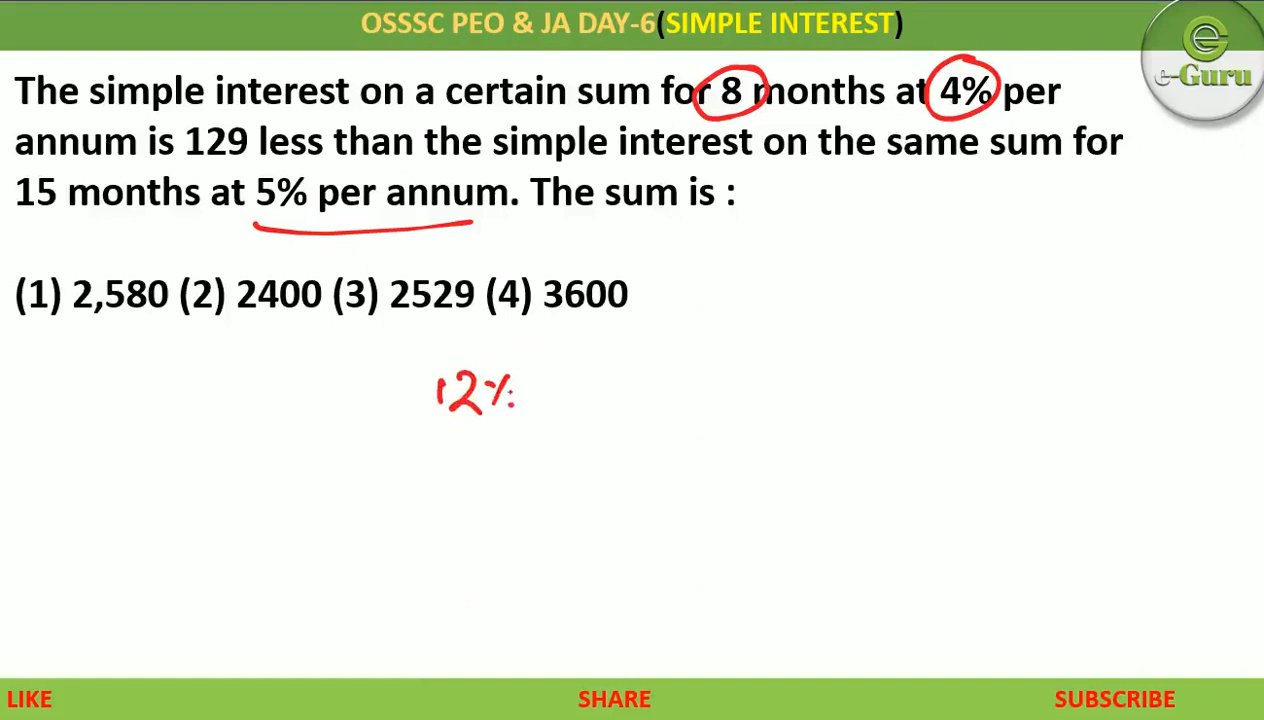 OSSSC PEO & JA DAY-6(SIMPLE INTEREST)
e-Guru
The simple interest on a certain sum for 8 months at 4% per
annum is 129 less than the simple interest on the same sum for
15 months at 5% per annum. The sum is :
(1) 2,580 (2) 2400 (3) 2529 (4) 3600
12%
LIKE SHARE SUBSCRIBE